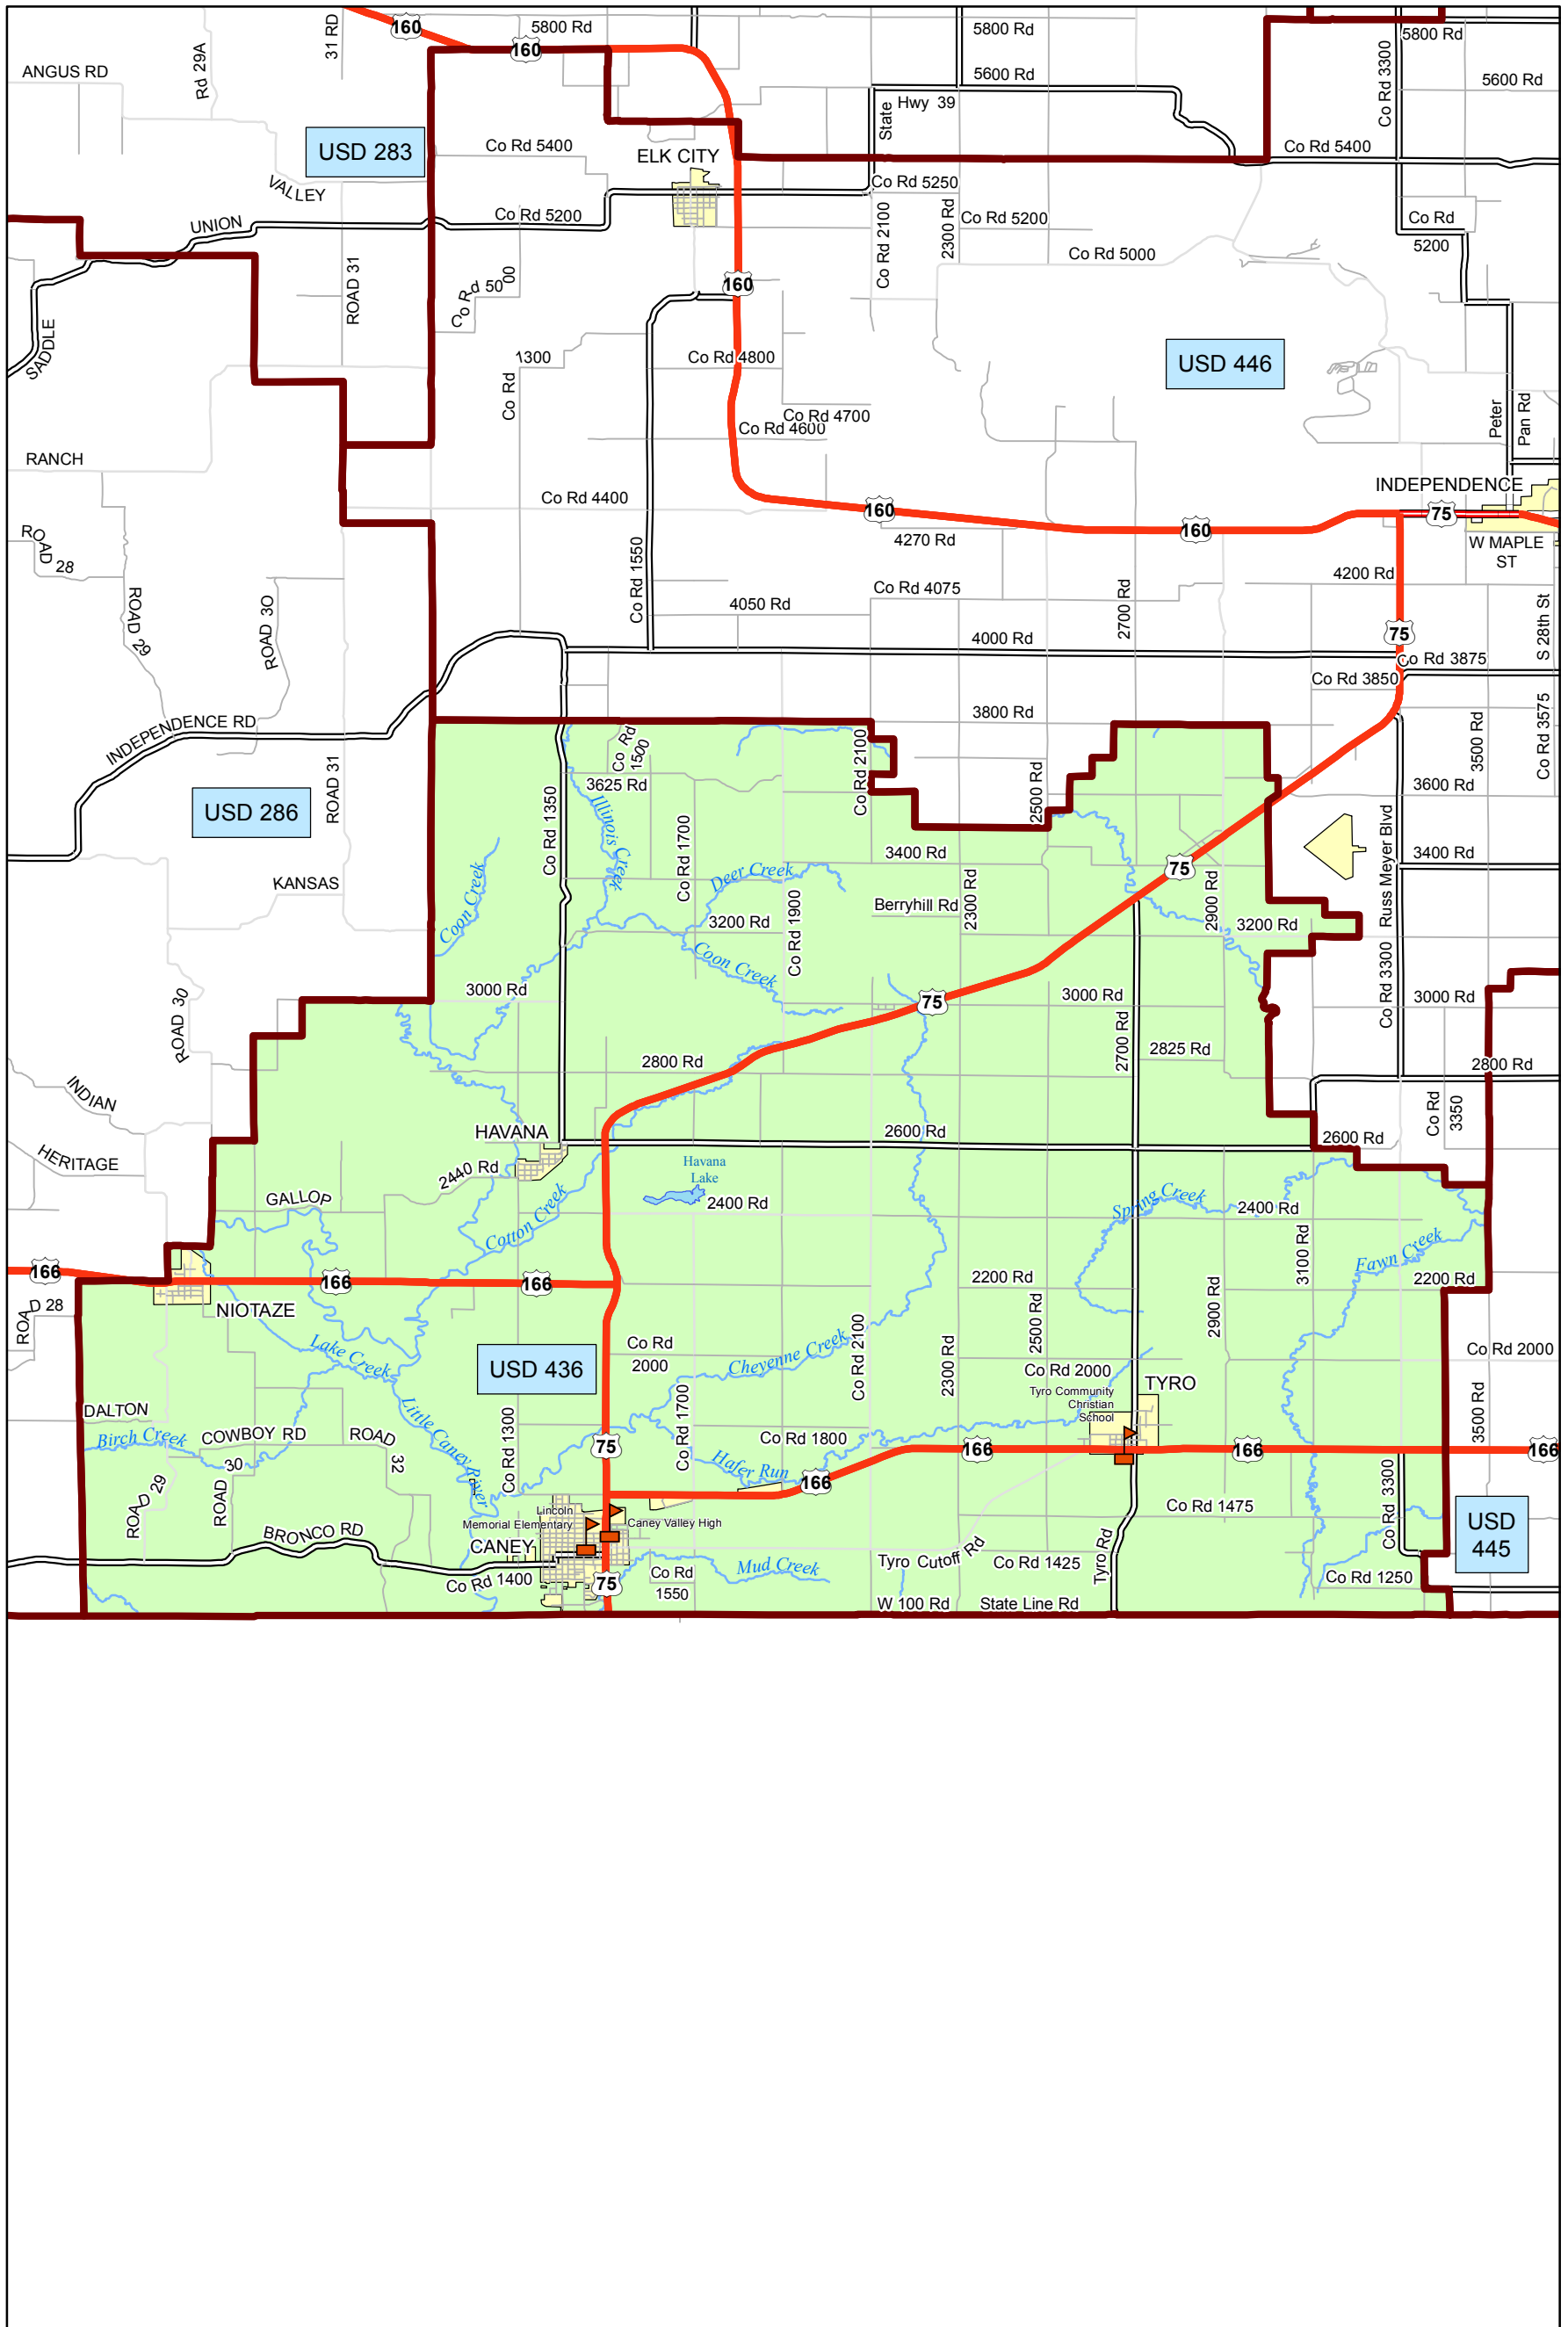 160
5800 Rd
5800 Rd
5800 Rd
31 RD
Rd 29A
160
ANGUS RD
5600 Rd
5600 Rd
Co Rd 3300
State
Hwy 39
USD 283
Co Rd 5400
ELK CITY
Co Rd 5400
VALLEY
Co Rd 5250
UNION
Co Rd 5200
Co Rd 2100
2300 Rd
Co Rd 5200
Co Rd
5200
Co Rd 5000
ROAD 31
Co Rd 5000
160
SADDLE
1300
Co Rd
Co Rd 4800
USD 446
Co Rd 4700
Co Rd 4600
Peter
Pan Rd
RANCH
INDEPENDENCE
Co Rd 4400
160
160
75
4270 Rd
W MAPLE
ST
ROAD
28
Co Rd 1550
4200 Rd
Co Rd 4075
ROAD 29
ROAD 30
4050 Rd
2700 Rd
S 28th St
75
4000 Rd
Co Rd 3875
Co Rd 3850
INDEPENDENCE RD
3800 Rd
Co Rd 3575
3500 Rd
Co Rd
1500
Co Rd 2100
ROAD 31
3625 Rd
2500 Rd
3600 Rd
USD 286
Co Rd 1350
Illinois Creek
Co Rd 1700
3400 Rd
Russ Meyer Blvd
3400 Rd
75
KANSAS
Coon Creek
Deer Creek
Berryhill Rd
2300 Rd
2900 Rd
3200 Rd
Co Rd 1900
3200 Rd
Coon Creek
3000 Rd
75
3000 Rd
Co Rd 3300
3000 Rd
ROAD 30
2700 Rd
2825 Rd
2800 Rd
2800 Rd
INDIAN
Co Rd
3350
HAVANA
2600 Rd
2600 Rd
HERITAGE
2440 Rd
Havana
Lake
GALLOP
2400 Rd
Spring Creek
2400 Rd
Cotton Creek
3100 Rd
Fawn Creek
166
166
166
2200 Rd
2200 Rd
NIOTAZE
ROAD 28
2500 Rd
2900 Rd
Lake Creek
USD 436
Co Rd
2000
Cheyenne Creek
Co Rd 2100
2300 Rd
Co Rd 2000
Co Rd 2000
Tyro Community
Christian
School
TYRO
DALTON
Birch Creek
COWBOY RD
ROAD
32
30
ROAD
Little Caney River
Co Rd 1300
75
Co Rd 1700
Co Rd 1800
3500 Rd
166
166
166
Hafer Run
166
ROAD 29
Co Rd 1475
Co Rd 3300
USD
445
Lincoln
Memorial Elementary
Caney Valley High
BRONCO RD
CANEY
Tyro Cutoff Rd
Co Rd 1425
Tyro Rd
Mud Creek
Co Rd 1400
75
Co Rd
1550
Co Rd 1250
W 100 Rd
State Line Rd